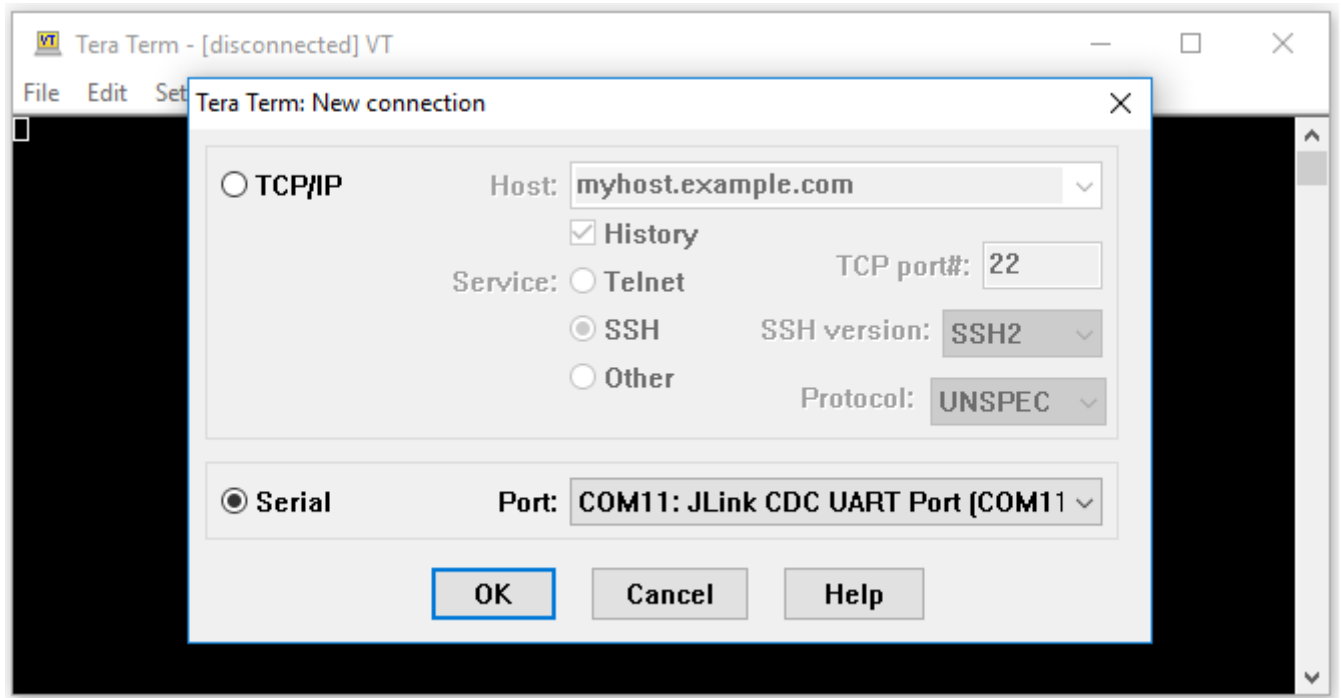 VT Tera Term - [disconnected] VT
File Edit Set
Tera Term: New connection
TCP/IP Host: myhost.example.com
History
TCP port#: 22
Service: Telnet
SSH SSH version: SSH2
Other
Protocol: UNSPEC
Serial Port: COM11: JLink CDC UART Port (COM11
OK Cancel Help